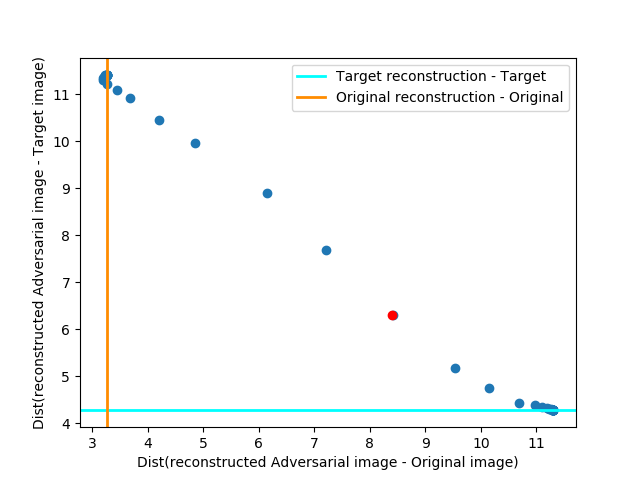 Target reconstruction - Target
Original reconstruction - Original
Dist(reconstructed Adversarial image - Target image)
11
10
9
8
7
6
5
4
3 4 5 6 7 8 9 10 11
Dist(reconstructed Adversarial image - Original image)